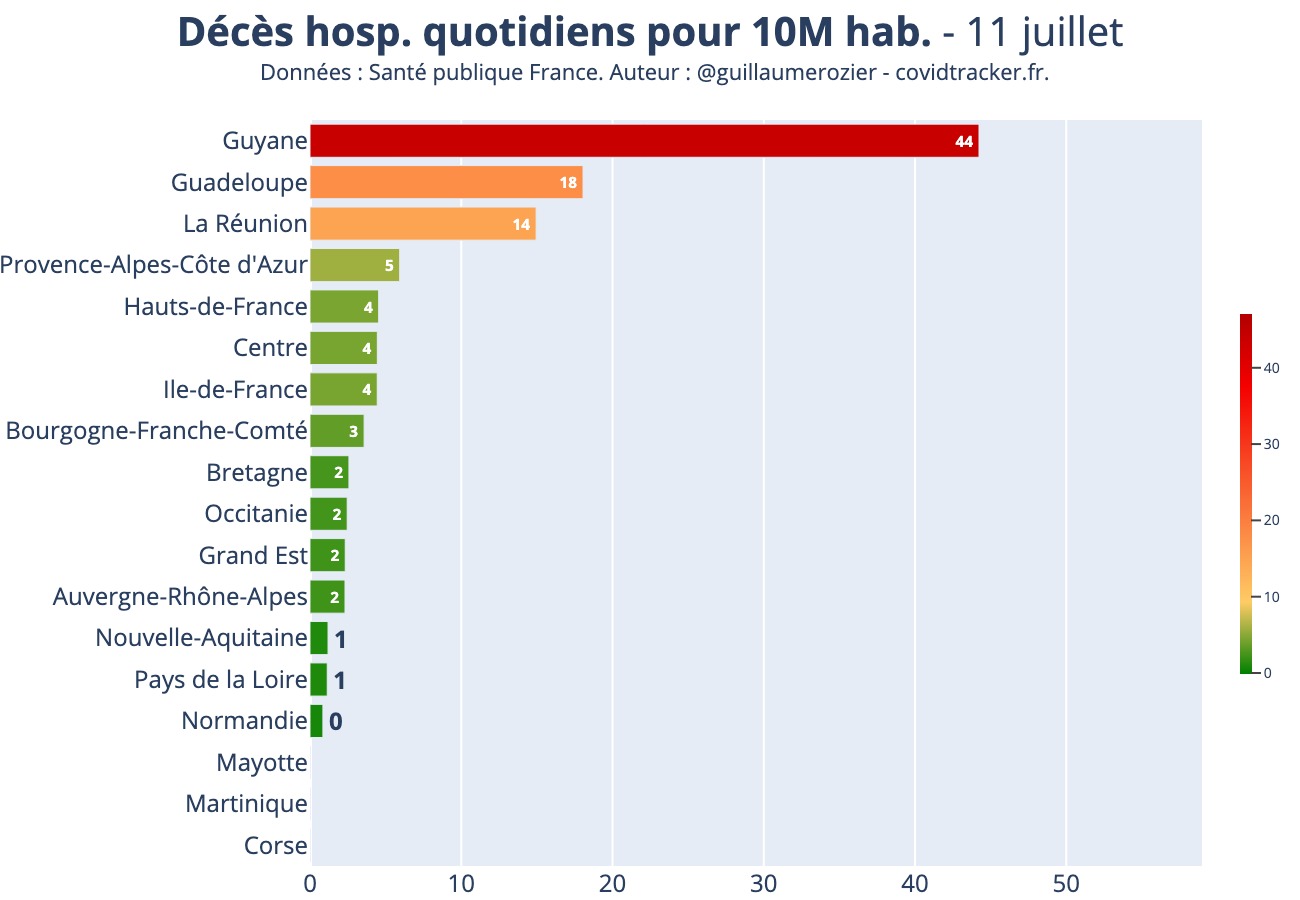 Décès hosp. quotidiens pour 10M hab. - 11 juillet
Données : Santé publique France. Auteur : @guillaumerozier - covidtracker.fr.
Guyane 44
Guadeloupe 18
La Réunion 14
Provence-Alpes-Côte d'Azur 5
Hauts-de-France 4
Centre 4
Ile-de-France 4
Bourgogne-Franche-Comté 3
Bretagne 2
Occitanie 2
Grand Est 2
Auvergne-Rhône-Alpes 2
Nouvelle-Aquitaine 1
Pays de la Loire 1
Normandie 0
Mayotte
Martinique
Corse
0 10 20 30 40 50
40
30
20
10
0